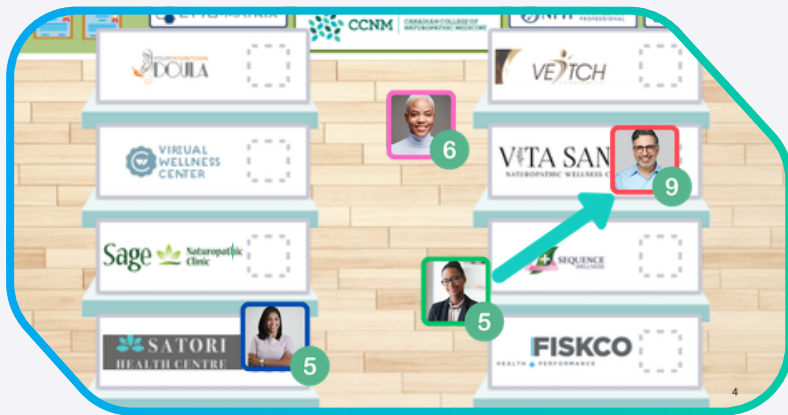 CCNM
CANADIAN COLLEGE OF
NATUROPATHIC MEDICINE
PROFESSIONAL
DOULA
VEITCH
VIRTUAL
WELLNESS
CENTER
6
VITA SAN
NATUROPATHIC WELLNESS C
9
Sage
Naturopathic
Clinic
SEQUENCE
WELLNESS
5
SATORI
HEALTH CENTRE
5
FISKCO
HEALTH PERFORMANCE
4